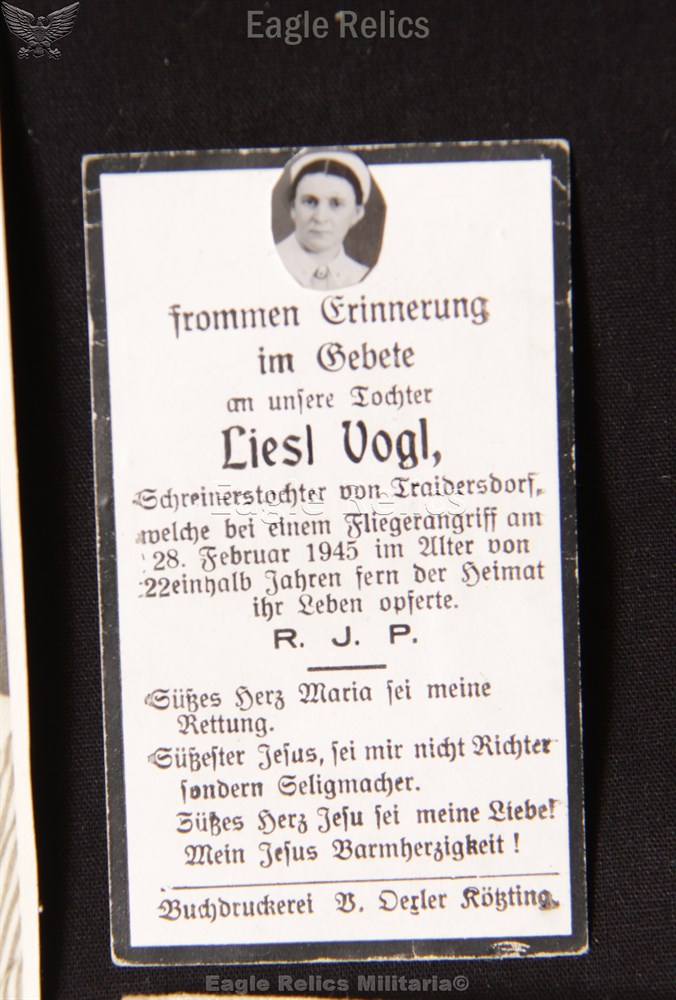 Eagle Relics
frommen Erinnerung
im Gebete
an unsere Tochter
Liesl Vogl,
Schreinerstochter von Traidersdorf,
Eagle Relics
welche bei einem Fliegerangriff am
28. Februar 1945 im Alter von
22einhalb Jahren fern der Heimat
ihr Leben opferte.
R. J. P.
Süßes Herz Maria sei meine
Rettung.
Süßester Jesus, sei mir nicht Richter
sondern Seligmacher.
Süßes Herz Jesu sei meine Liebe!
Mein Jesus Barmherzigkeit!
Buchdruckerei V. Oexler Kötzting.
Eagle Relics Militaria©